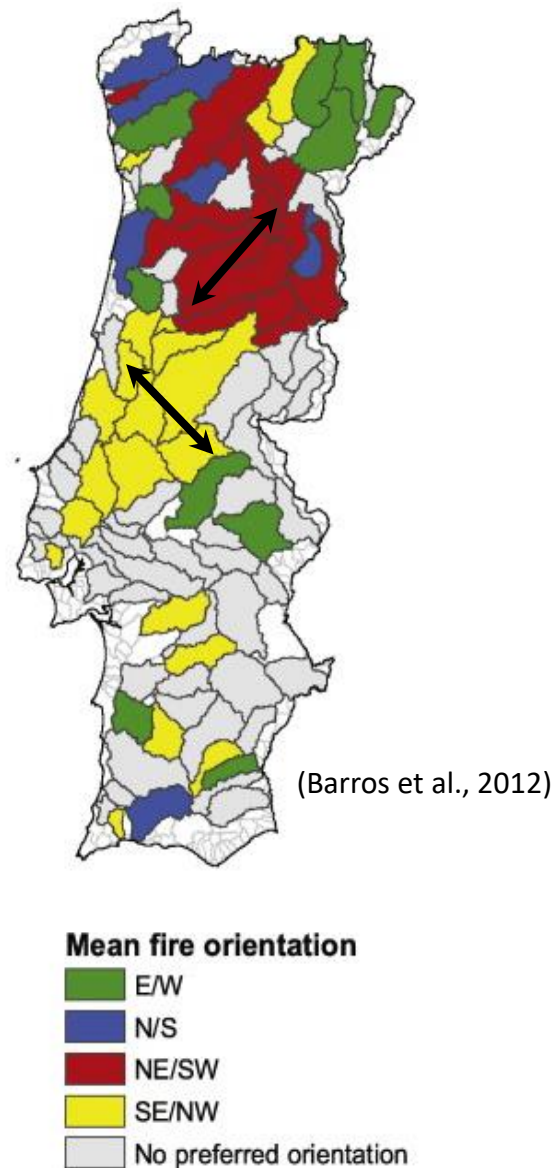 (Barros et al., 2012)
Mean fire orientation
E/W
N/S
NE/SW
SE/NW
No preferred orientation